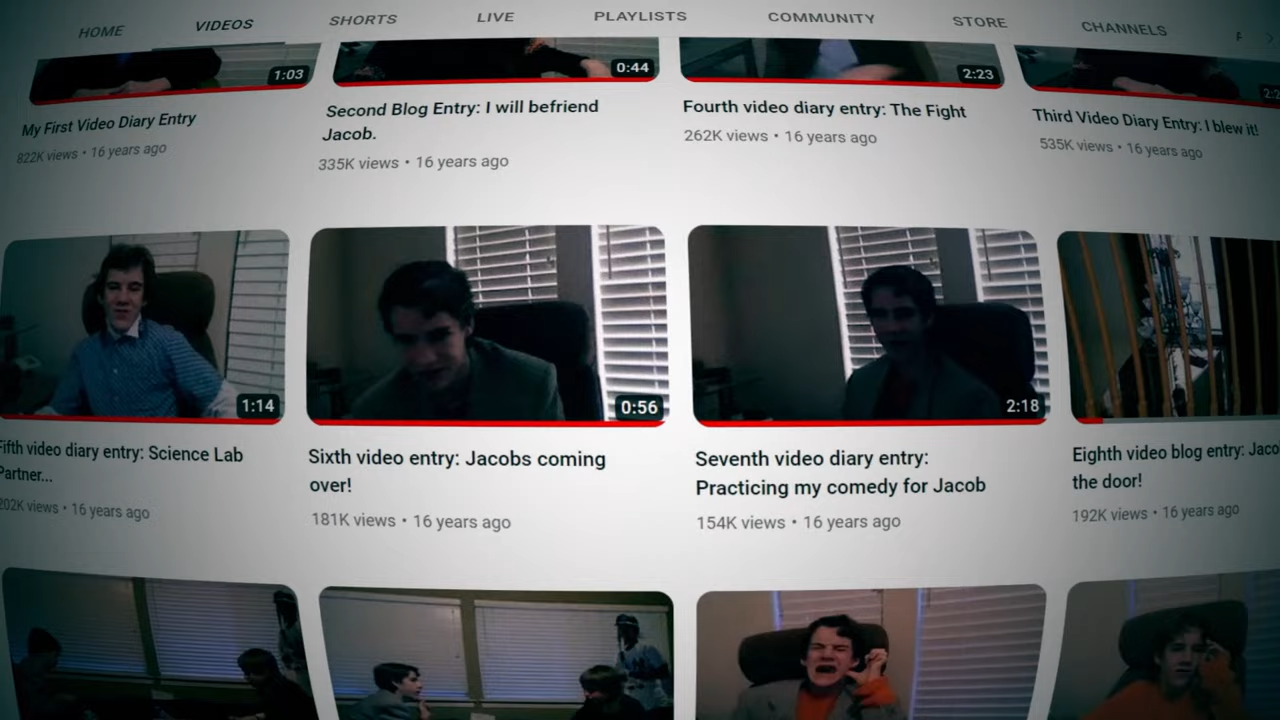 HOME VIDEOS SHORTS LIVE PLAYLISTS COMMUNITY STORE CHANNELS
1:03 0:44 2:23
My First Video Diary Entry
822K views • 16 years ago
Second Blog Entry: I will befriend
Jacob.
335K views • 16 years ago
Fourth video diary entry: The Fight
262K views • 16 years ago
Third Video Diary Entry: I blew it!
535K views • 16 years ago
1:14 0:56 2:18
Fifth video diary entry: Science Lab
Partner...
202K views • 16 years ago
Sixth video entry: Jacobs coming
over!
181K views • 16 years ago
Seventh video diary entry:
Practicing my comedy for Jacob
154K views • 16 years ago
Eighth video blog entry: Jaco
the door!
192K views • 16 years ago